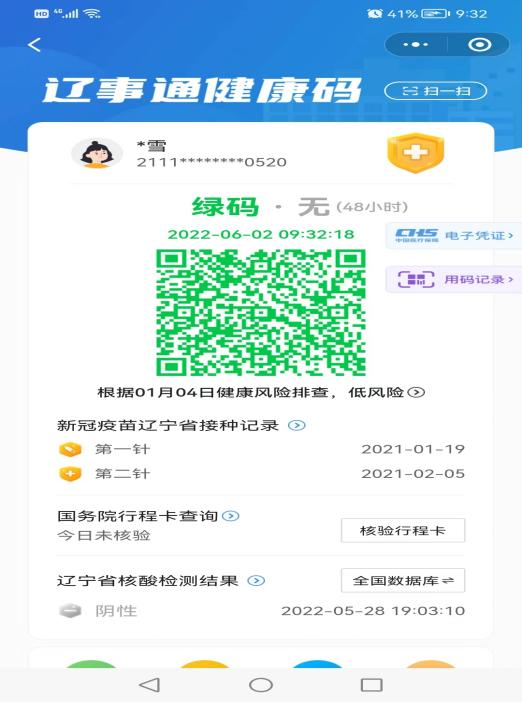 HD 4G 41% 9:32
辽事通健康码 扫一扫
*雪
2111********0520
绿码 · 无 (48小时)
2022-06-02 09:32:18
CHS 中国医疗保障 电子凭证>
用码记录>
根据01月04日健康风险排查，低风险
新冠疫苗辽宁省接种记录
第一针 2021-01-19
第二针 2021-02-05
国务院行程卡查询
今日未核验 核验行程卡
辽宁省核酸检测结果 全国数据库
阴性 2022-05-28 19:03:10